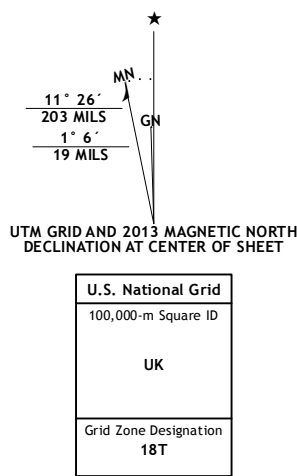 ★
MN
GN
11° 26´
203 MILS
1° 6´
19 MILS
UTM GRID AND 2013 MAGNETIC NORTH
DECLINATION AT CENTER OF SHEET
U.S. National Grid
100,000-m Square ID
UK
Grid Zone Designation
18T